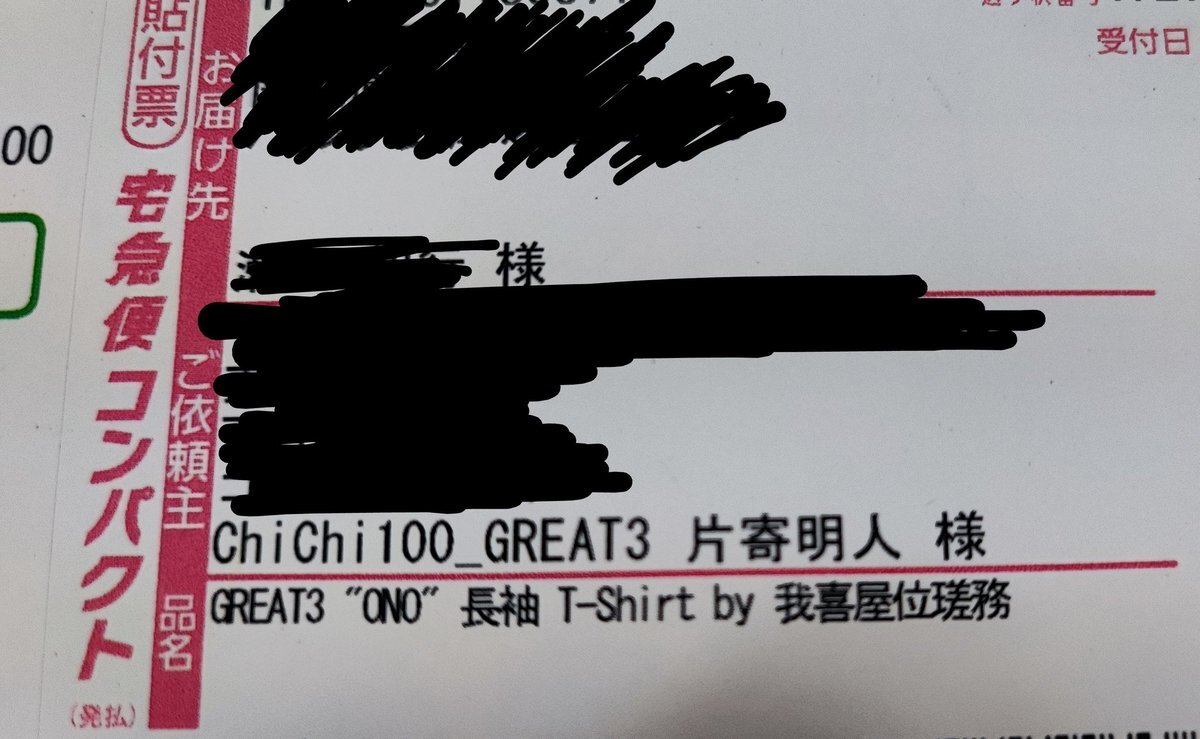 貼付票
宅急便コンパクト
(発払)
お届け先
受付日
00
様
ご依頼主
ChiChi100_GREAT3 片寄明人 様
品名
GREAT3 "ONO" 長袖 T-Shirt by 我喜屋位瑳務